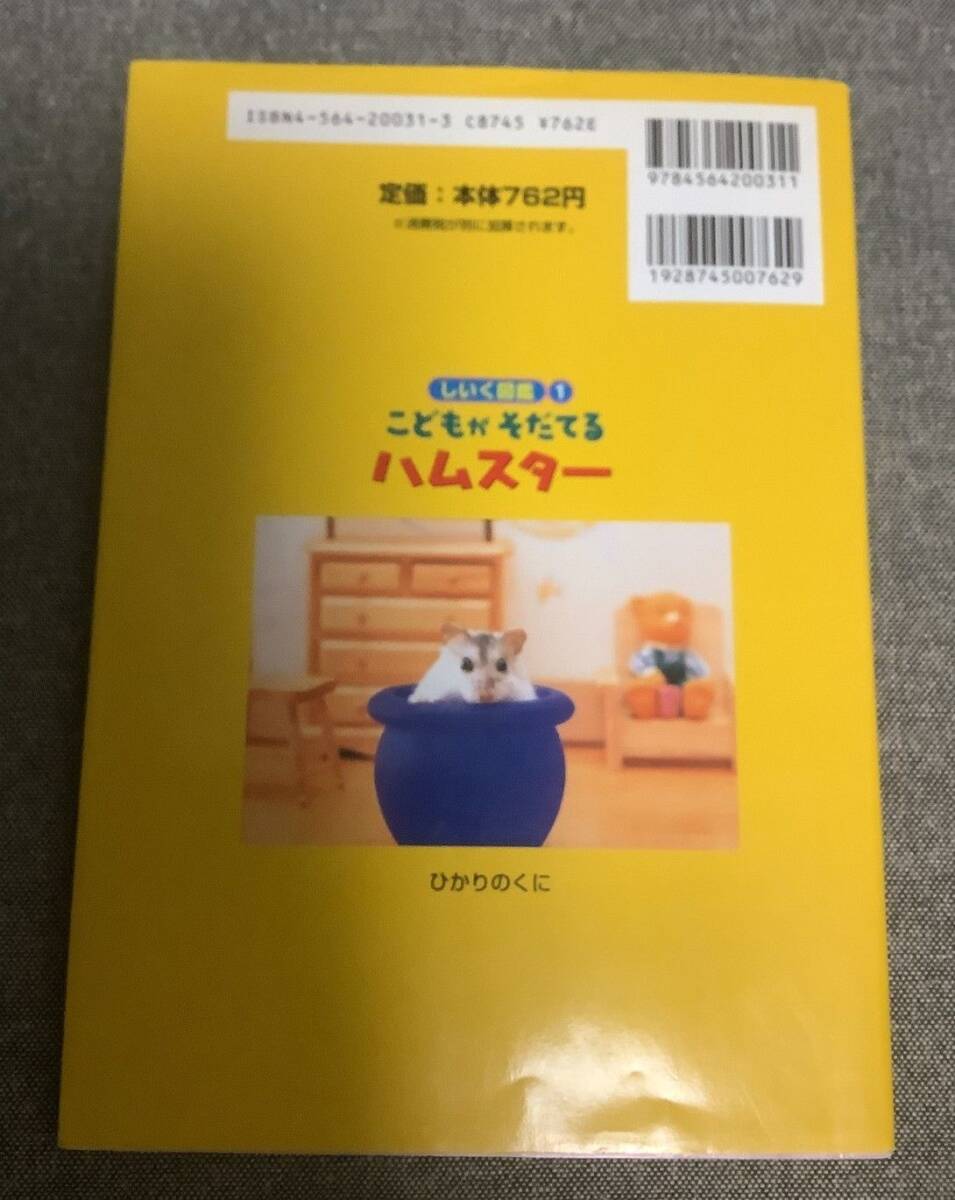 ISBN4-564-20031-3 C8745 ¥762E
9784564200311
定価：本体762円
※消費税が別に加算されます。
1928745007629
しいく図鑑 1
こどもが そだてる
ハムスター
ひかりのくに